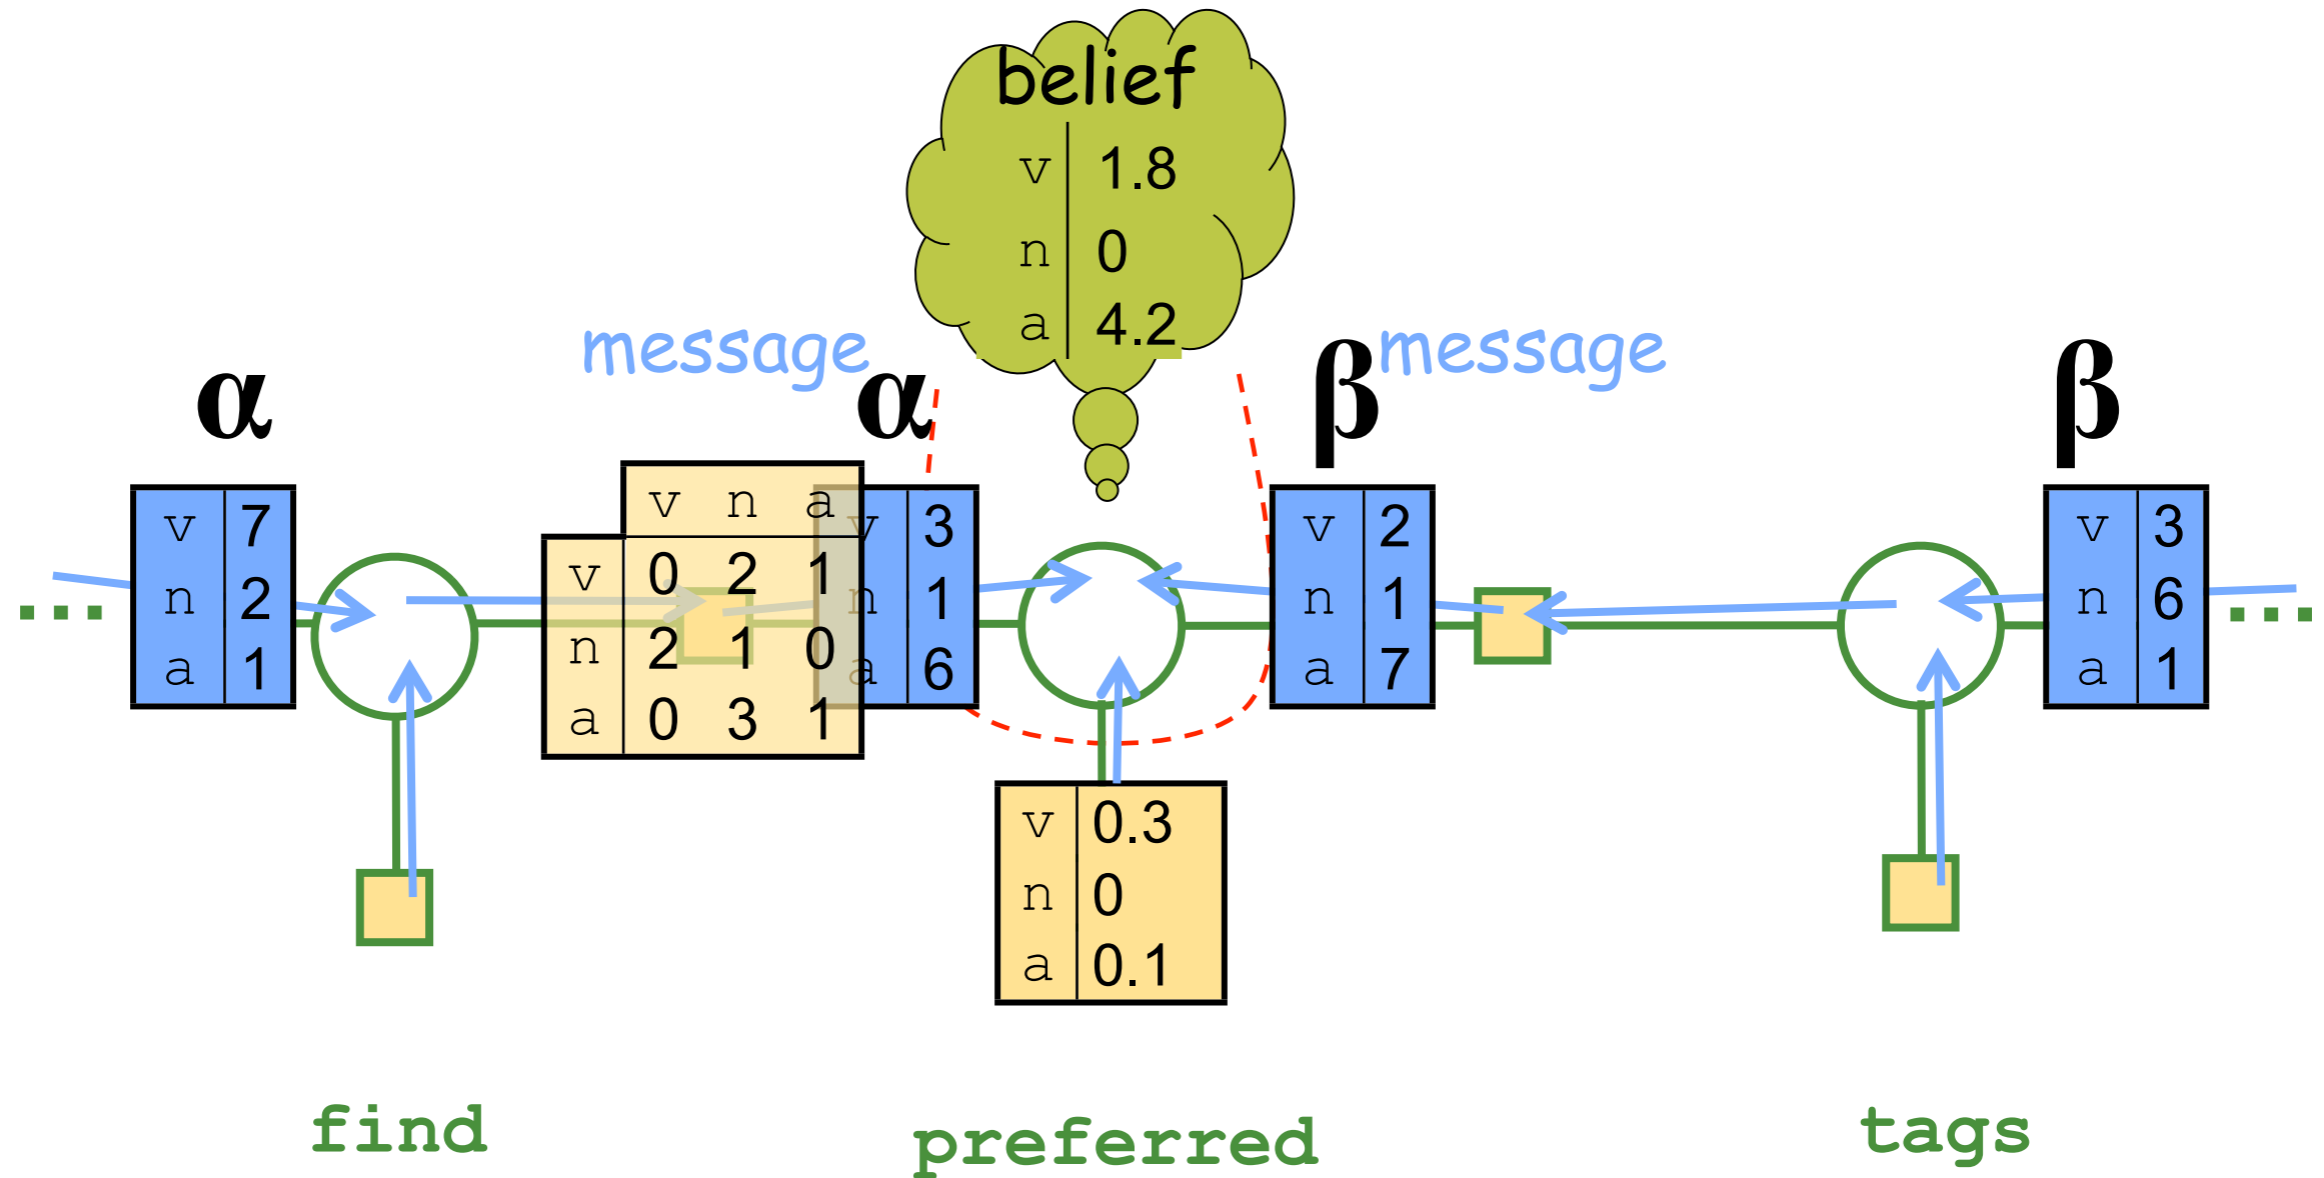 belief
v 1.8
n 0
a 4.2
message
message
α
α
β
β
v 7
n 2
a 1
v n a
v 0 2 1
n 2 1 0
a 0 3 1
v 3
n 1
a 6
v 2
n 1
a 7
v 3
n 6
a 1
v 0.3
n 0
a 0.1
find
preferred
tags